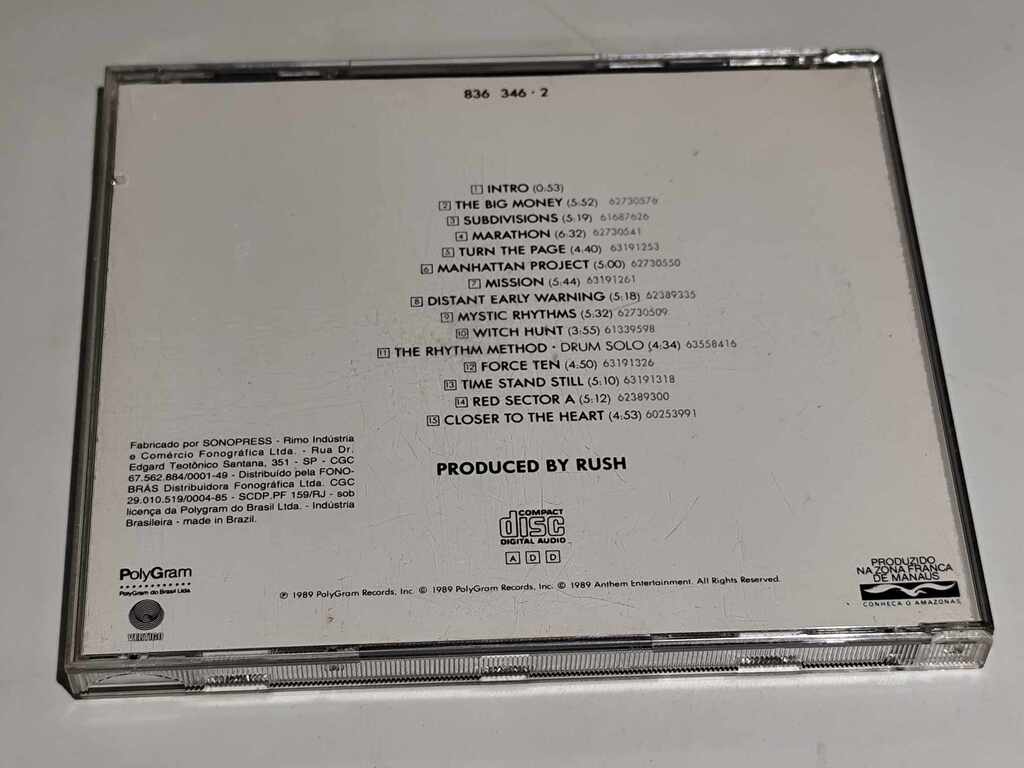 836 346 · 2
1 INTRO (0:53)
2 THE BIG MONEY (5:52) 62730576
3 SUBDIVISIONS (5:19) 61687626
4 MARATHON (6:32) 62730541
5 TURN THE PAGE (4:40) 63191253
6 MANHATTAN PROJECT (5:00) 62730550
7 MISSION (5:44) 63191261
8 DISTANT EARLY WARNING (5:18) 62389335
9 MYSTIC RHYTHMS (5:32) 62730509
10 WITCH HUNT (3:55) 61339598
11 THE RHYTHM METHOD · DRUM SOLO (4:34) 63558416
12 FORCE TEN (4:50) 63191326
13 TIME STAND STILL (5:10) 63191318
14 RED SECTOR A (5:12) 62389300
15 CLOSER TO THE HEART (4:53) 60253991
PRODUCED BY RUSH
Fabricado por SONOPRESS - Rimo Indústria
e Comércio Fonográfica Ltda. - Rua Dr.
Edgard Teotônico Santana, 351 - SP - CGC
67.562.884/0001-49 - Distribuído pela FONO-
BRÁS Distribuidora Fonográfica Ltda. CGC
29.010.519/0004-85 - SCDP.PF 159/RJ - sob
licença da Polygram do Brasil Ltda. - Indústria
Brasileira - made in Brazil.
COMPACT
disc
DIGITAL AUDIO
A D D
PolyGram
PolyGram do Brasil Ltda
VERTIGO
℗ 1989 PolyGram Records, Inc. © 1989 PolyGram Records, Inc. © 1989 Anthem Entertainment. All Rights Reserved.
PRODUZIDO
NA ZONA FRANCA
DE MANAUS
CONHEÇA O AMAZONAS